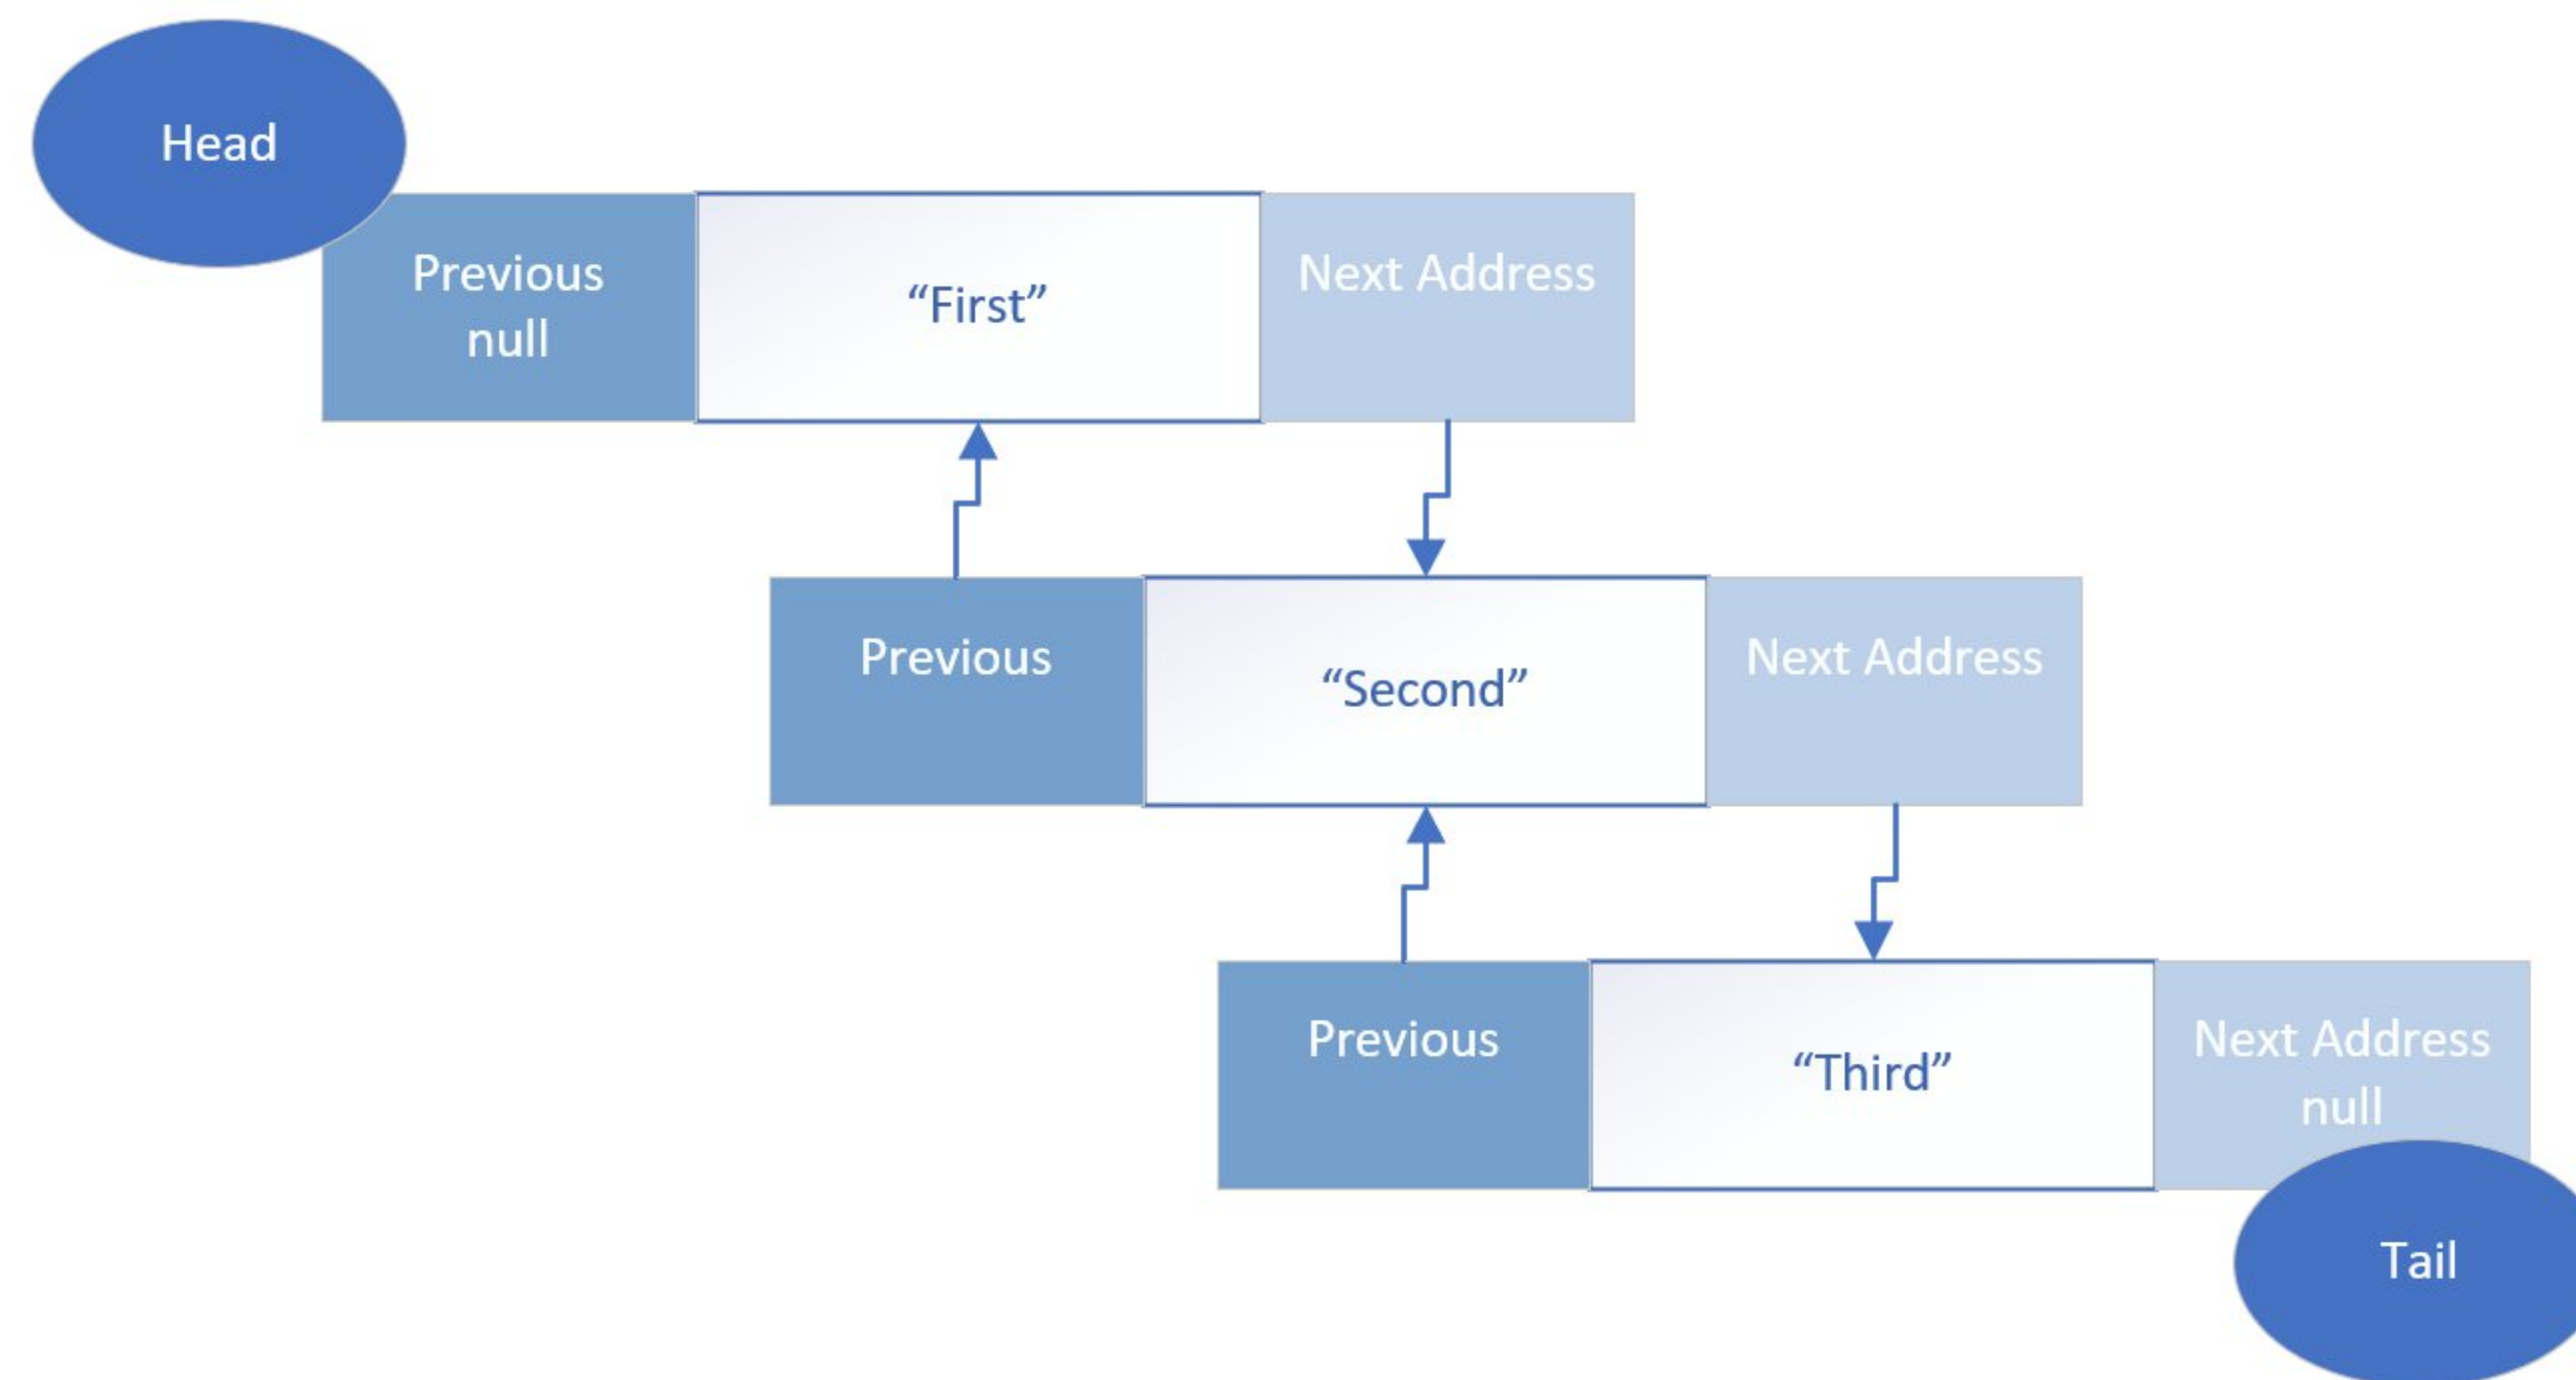 Head
Previous
null
“First”
Next Address
Previous
“Second”
Next Address
Previous
“Third”
Next Address
null
Tail